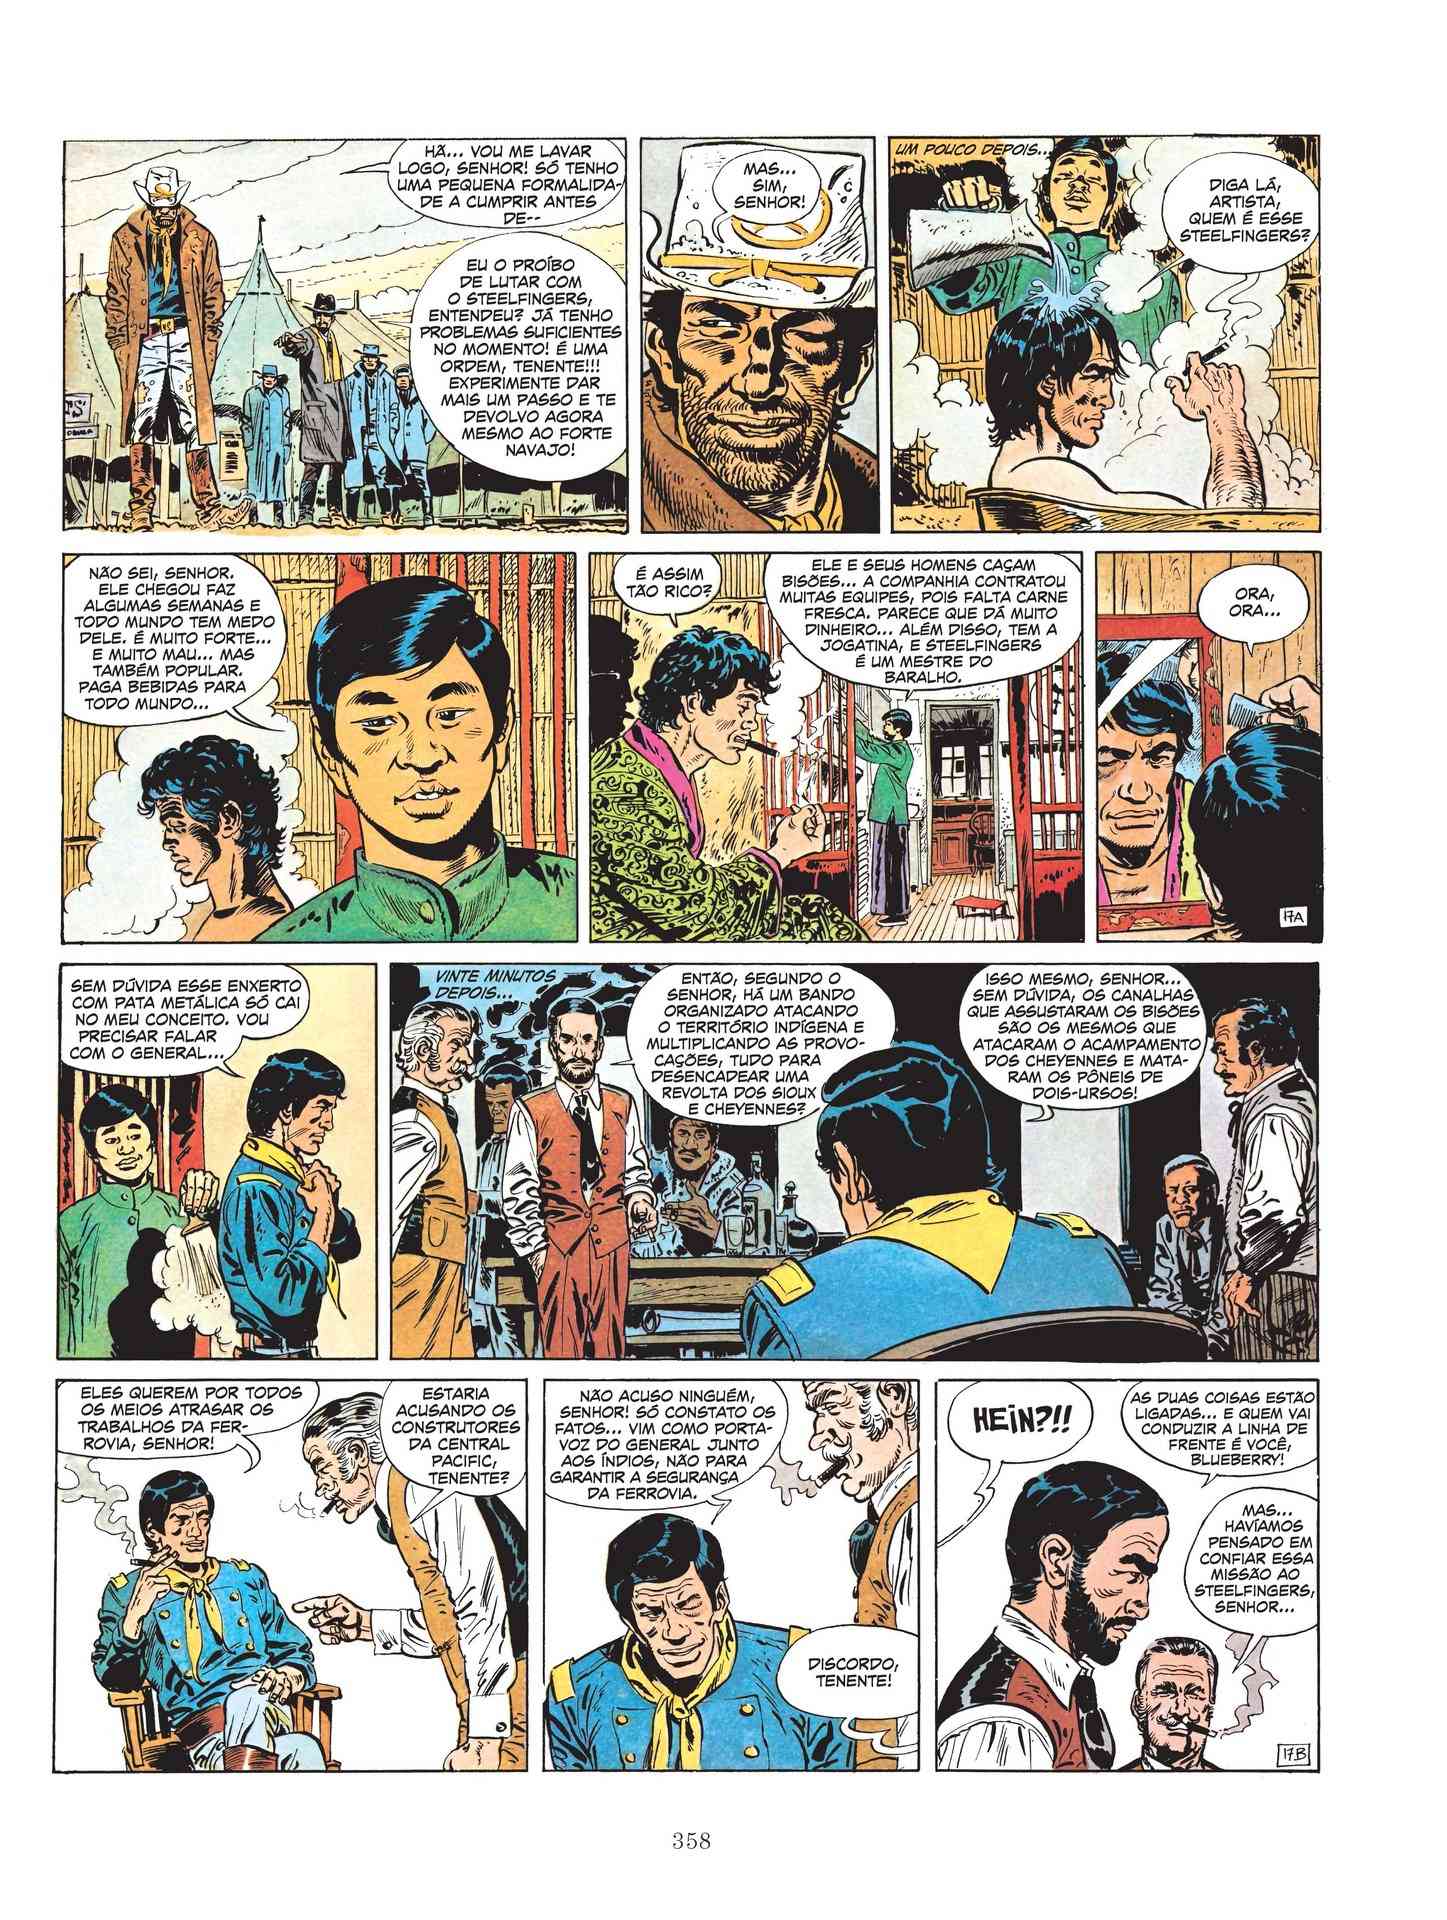 HÃ... VOU ME LAVAR
LOGO, SENHOR! SÓ TENHO
UMA PEQUENA FORMALIDA-
DE A CUMPRIR ANTES
DE--
EU O PROÍBO
DE LUTAR COM
O STEELFINGERS,
ENTENDEU? JÁ TENHO
PROBLEMAS SUFICIENTES
NO MOMENTO! É UMA
ORDEM, TENENTE!!!
EXPERIMENTE DAR
MAIS UM PASSO E TE
DEVOLVO AGORA
MESMO AO FORTE
NAVAJO!
MAS...
SIM,
SENHOR!
UM POUCO DEPOIS...
DIGA LÁ,
ARTISTA,
QUEM É ESSE
STEELFINGERS?
NÃO SEI, SENHOR.
ELE CHEGOU FAZ
ALGUMAS SEMANAS E
TODO MUNDO TEM MEDO
DELE. É MUITO FORTE...
E MUITO MAU... MAS
TAMBÉM POPULAR.
PAGA BEBIDAS PARA
TODO MUNDO...
É ASSIM
TÃO RICO?
ELE E SEUS HOMENS CAÇAM
BISÕES... A COMPANHIA CONTRATOU
MUITAS EQUIPES, POIS FALTA CARNE
FRESCA. PARECE QUE DÁ MUITO
DINHEIRO... ALÉM DISSO, TEM A
JOGATINA, E STEELFINGERS
É UM MESTRE DO
BARALHO.
ORA,
ORA...
17A
SEM DÚVIDA ESSE ENXERTO
COM PATA METÁLICA SÓ CAI
NO MEU CONCEITO. VOU
PRECISAR FALAR
COM O GENERAL...
VINTE MINUTOS
DEPOIS...
ENTÃO, SEGUNDO O
SENHOR, HÁ UM BANDO
ORGANIZADO ATACANDO
O TERRITÓRIO INDÍGENA E
MULTIPLICANDO AS PROVO-
CAÇÕES, TUDO PARA
DESENCADEAR UMA
REVOLTA DOS SIOUX
E CHEYENNES?
ISSO MESMO, SENHOR...
SEM DÚVIDA, OS CANALHAS
QUE ASSUSTARAM OS BISÕES
SÃO OS MESMOS QUE
ATACARAM O ACAMPAMENTO
DOS CHEYENNES E MATA-
RAM OS PÔNEIS DE
DOIS-URSOS!
ELES QUEREM POR TODOS
OS MEIOS ATRASAR OS
TRABALHOS DA FER-
ROVIA, SENHOR!
ESTARIA
ACUSANDO OS
CONSTRUTORES
DA CENTRAL
PACIFIC,
TENENTE?
NÃO ACUSO NINGUÉM,
SENHOR! SÓ CONSTATO OS
FATOS... VIM COMO PORTA-
VOZ DO GENERAL JUNTO
AOS ÍNDIOS, NÃO PARA
GARANTIR A SEGURANÇA
DA FERROVIA.
DISCORDO,
TENENTE!
HEIN?!!
AS DUAS COISAS ESTÃO
LIGADAS... E QUEM VAI
CONDUZIR A LINHA DE
FRENTE É VOCÊ,
BLUEBERRY!
MAS...
HAVÍAMOS
PENSADO EM
CONFIAR ESSA
MISSÃO AO
STEELFINGERS,
SENHOR...
17B
358